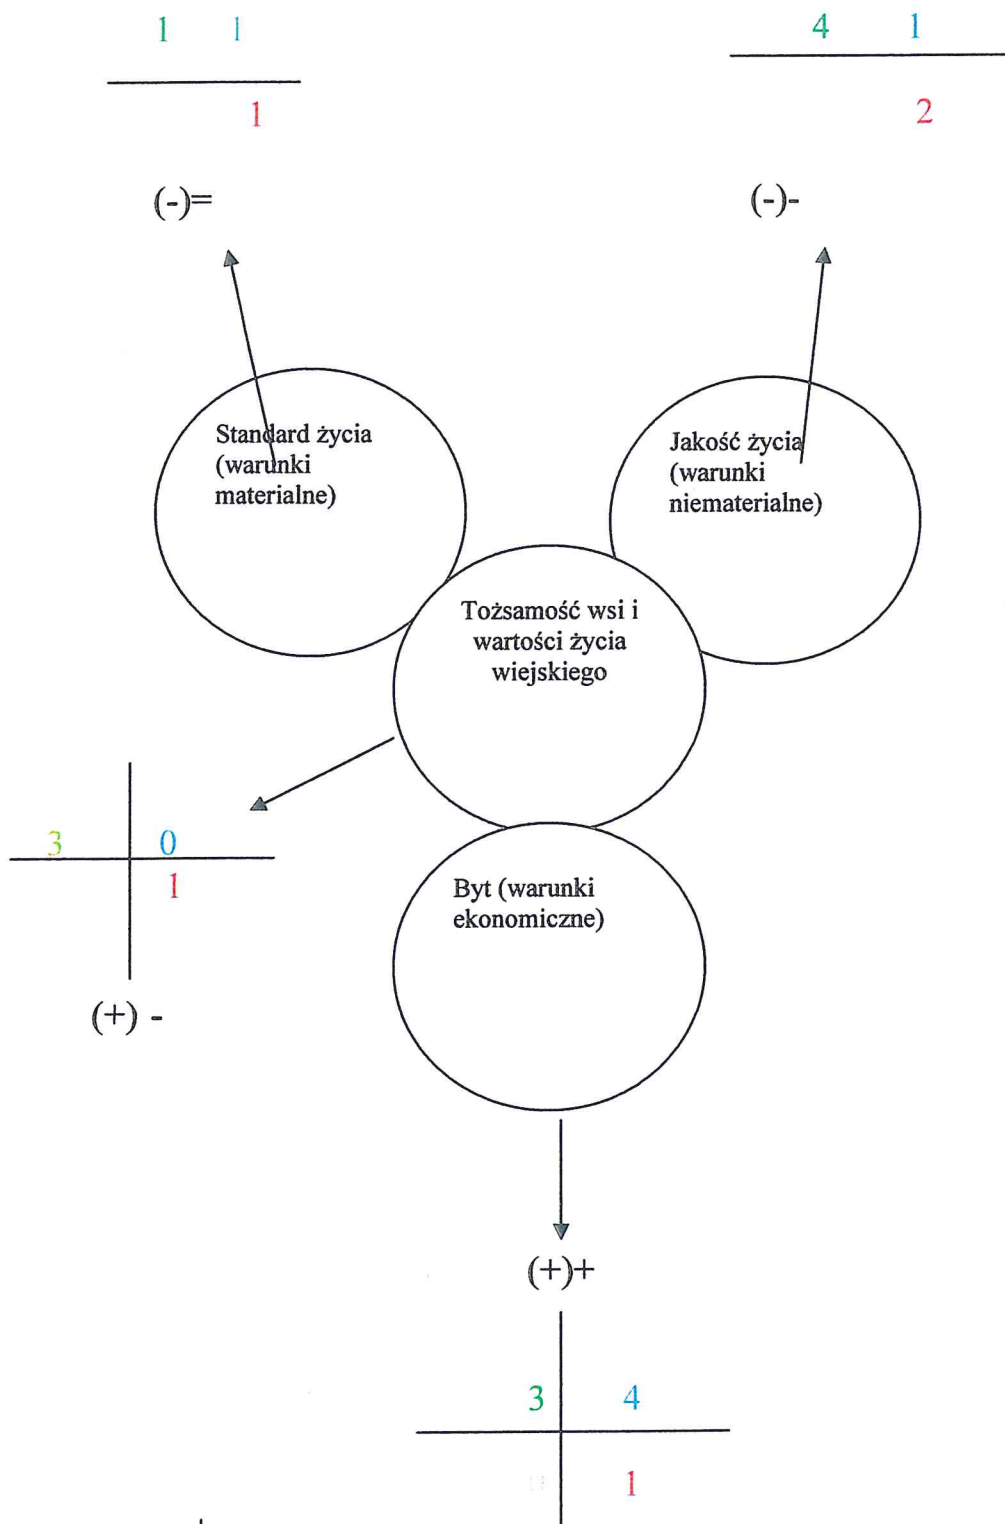 1 1
1
4 1
2
(-)=
(-)-
Standard życia
(warunki
materialne)
Jakość życia
(warunki
niematerialne)
Tożsamość wsi i
wartości życia
wiejskiego
3 0
1
(+) -
Byt (warunki
ekonomiczne)
(+)+
3 4
1